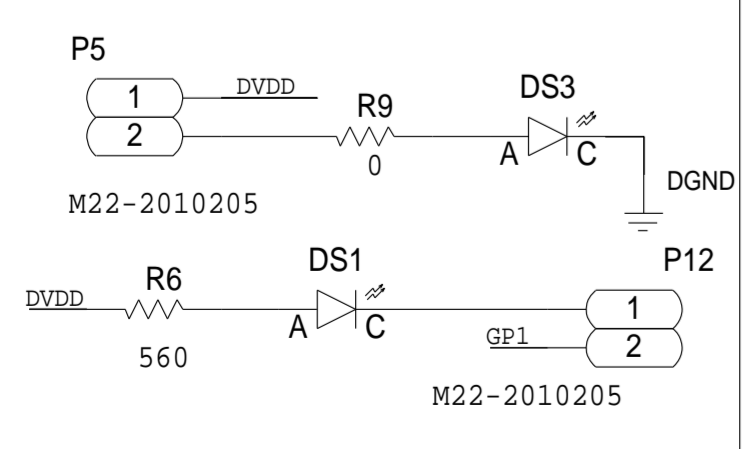 P5
1 DVDD
2 R9 DS3
0 A C
DGND
M22-2010205
DS1 P12
DVDD R6 1
A C
560 GP1 2
M22-2010205